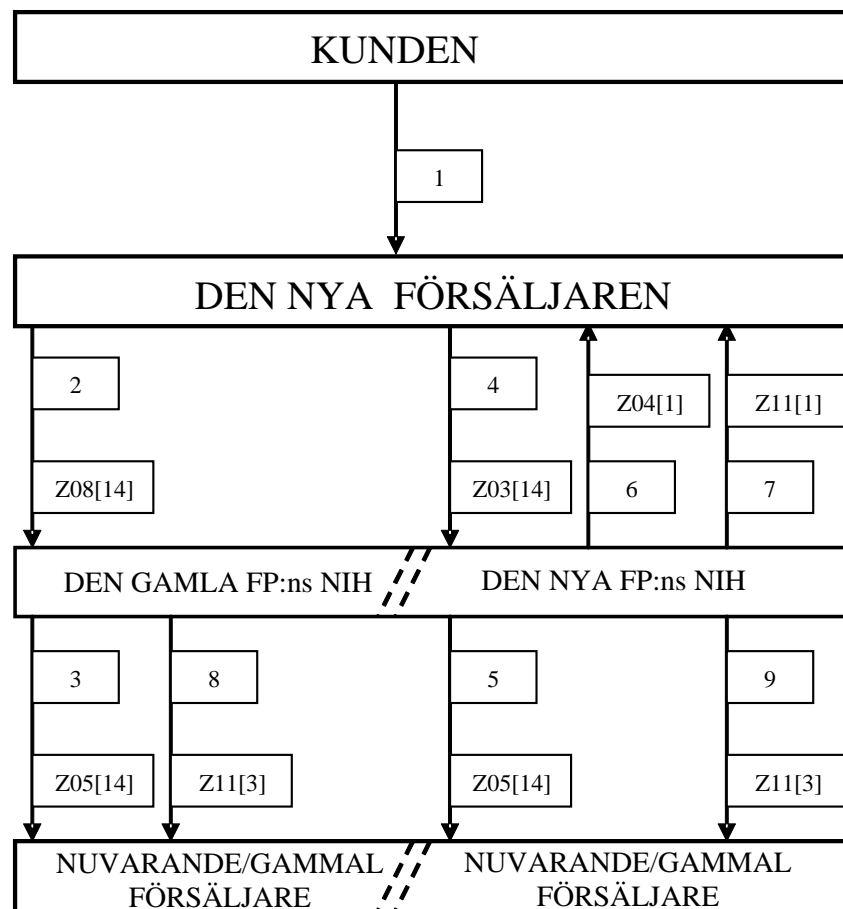 KUNDEN
1
DEN NYA FÖRSÄLJAREN
2
4
Z04[1]
Z11[1]
Z08[14]
Z03[14]
6
7
DEN GAMLA FP:ns NIH
DEN NYA FP:ns NIH
3
8
5
9
Z05[14]
Z11[3]
Z05[14]
Z11[3]
NUVARANDE/GAMMAL
FÖRSÄLJARE
NUVARANDE/GAMMAL
FÖRSÄLJARE